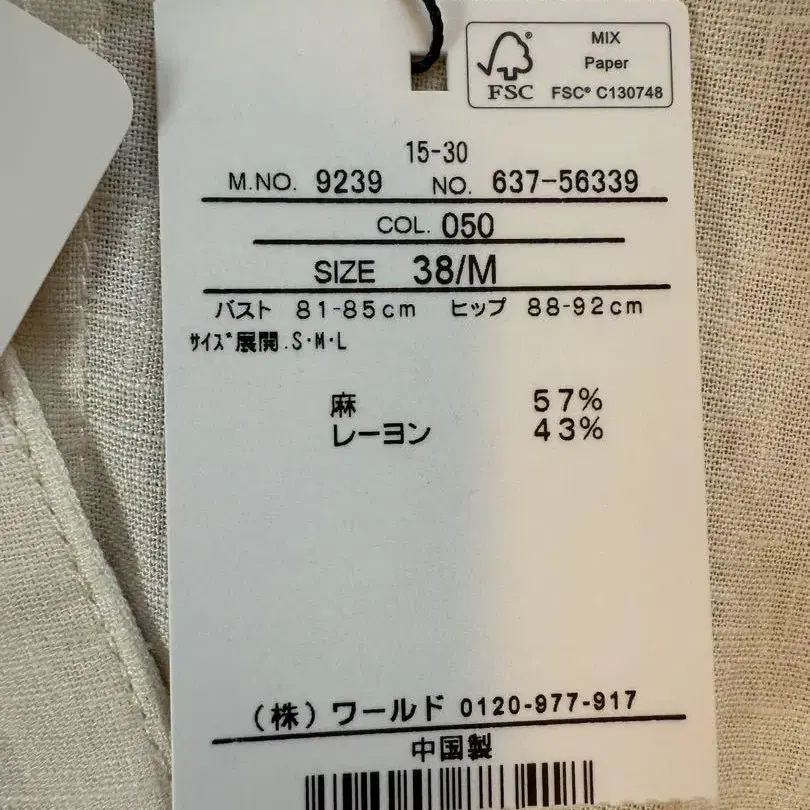 MIX
Paper
FSC® FSC® C130748
15-30
M.NO. 9239 NO. 637-56339
COL. 050
SIZE 38/M
バスト 81-85cm ヒップ 88-92cm
サイズ展開.S・M・L
麻 57%
レーヨン 43%
(株)ワールド 0120-977-917
中国製